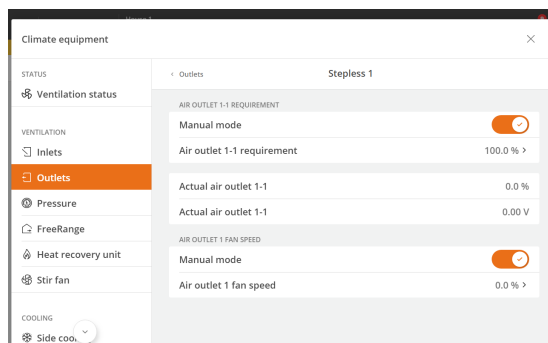 Climate equipment
STATUS
Ventilation status
VENTILATION
Inlets
Outlets
Pressure
FreeRange
Heat recovery unit
Stir fan
COOLING
Outlets
Stepless 1
AIR OUTLET 1-1 REQUIREMENT
Manual mode
Air outlet 1-1 requirement 100.0 %
Actual air outlet 1-1 0.0 %
Actual air outlet 1-1 0.00 V
AIR OUTLET 1 FAN SPEED
Manual mode
Air outlet 1 fan speed 0.0 %